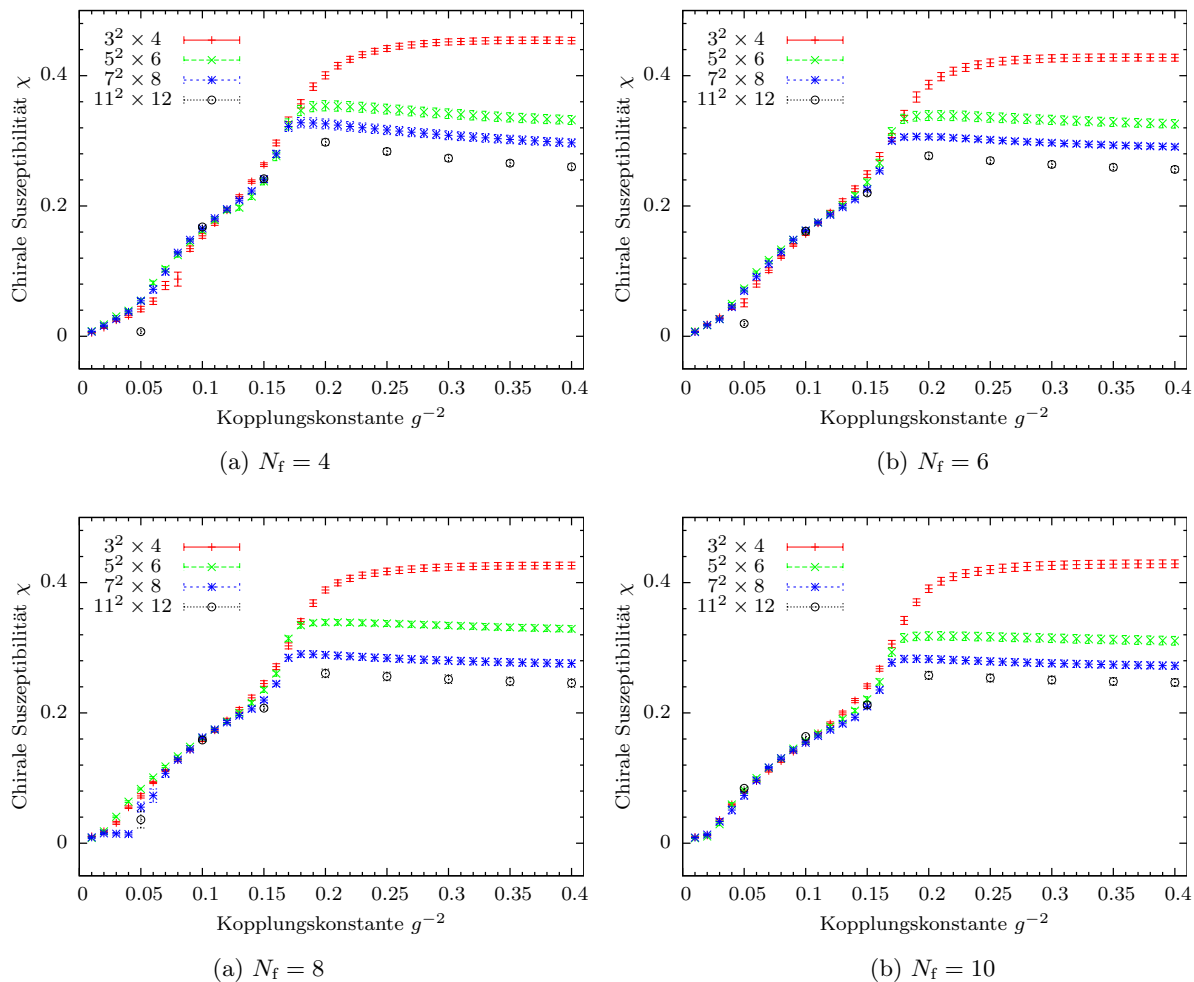 3² × 4
5² × 6
7² × 8
11² × 12
Chirale Suszeptibilität χ
0.4
0.2
0
0 0.05 0.1 0.15 0.2 0.25 0.3 0.35 0.4
Kopplungskonstante g⁻²
(a) N_f = 4
3² × 4
5² × 6
7² × 8
11² × 12
Chirale Suszeptibilität χ
0.4
0.2
0
0 0.05 0.1 0.15 0.2 0.25 0.3 0.35 0.4
Kopplungskonstante g⁻²
(b) N_f = 6
3² × 4
5² × 6
7² × 8
11² × 12
Chirale Suszeptibilität χ
0.4
0.2
0
0 0.05 0.1 0.15 0.2 0.25 0.3 0.35 0.4
Kopplungskonstante g⁻²
(a) N_f = 8
3² × 4
5² × 6
7² × 8
11² × 12
Chirale Suszeptibilität χ
0.4
0.2
0
0 0.05 0.1 0.15 0.2 0.25 0.3 0.35 0.4
Kopplungskonstante g⁻²
(b) N_f = 10